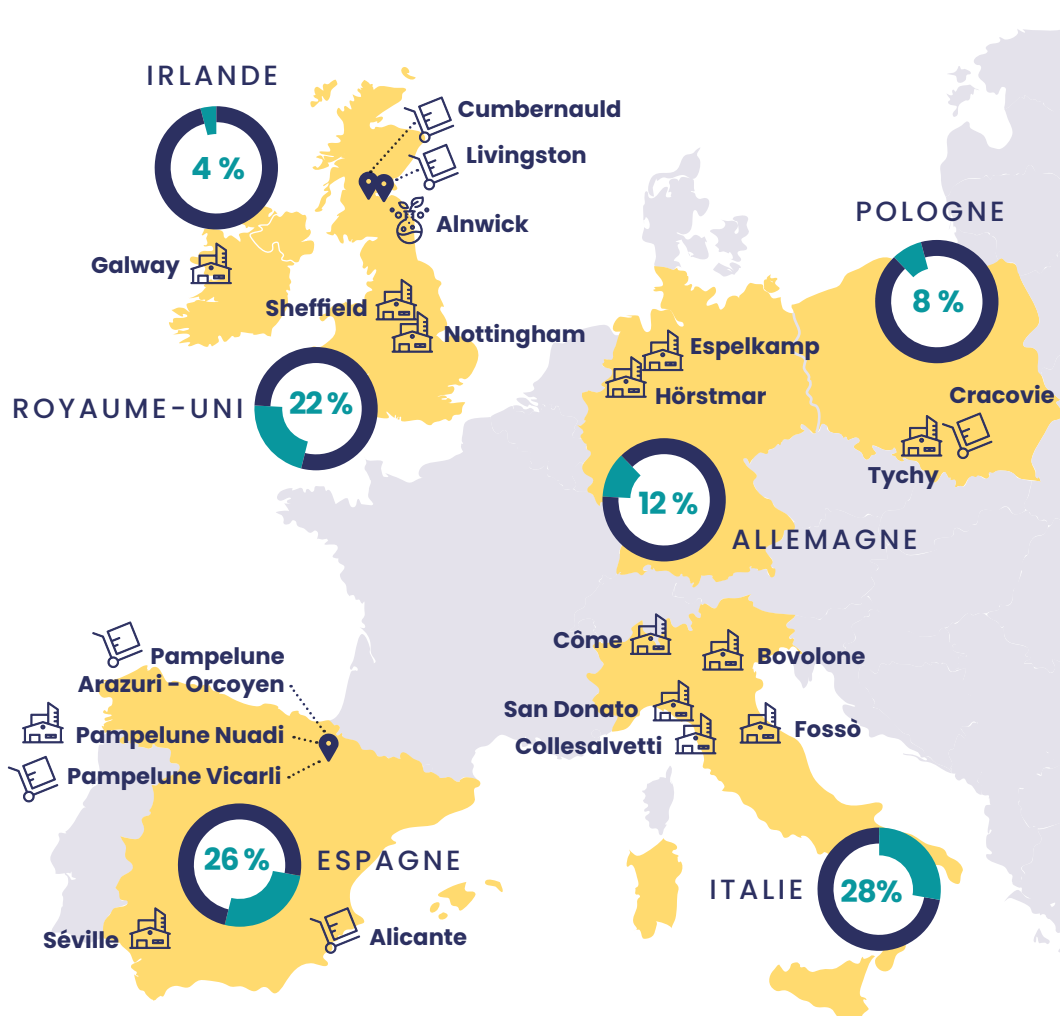 IRLANDE
4 %
Cumbernauld
Livingston
Alnwick
Galway
Sheffield
Nottingham
ROYAUME-UNI
22 %
POLOGNE
8 %
Espelkamp
Hörstmar
Cracovie
Tychy
12 %
ALLEMAGNE
Pampelune
Arazuri - Orcoyen
Pampelune Nuadi
Pampelune Vicarli
26 %
ESPAGNE
Séville
Alicante
Côme
Bovolone
San Donato
Collesalvetti
Fossò
ITALIE
28%